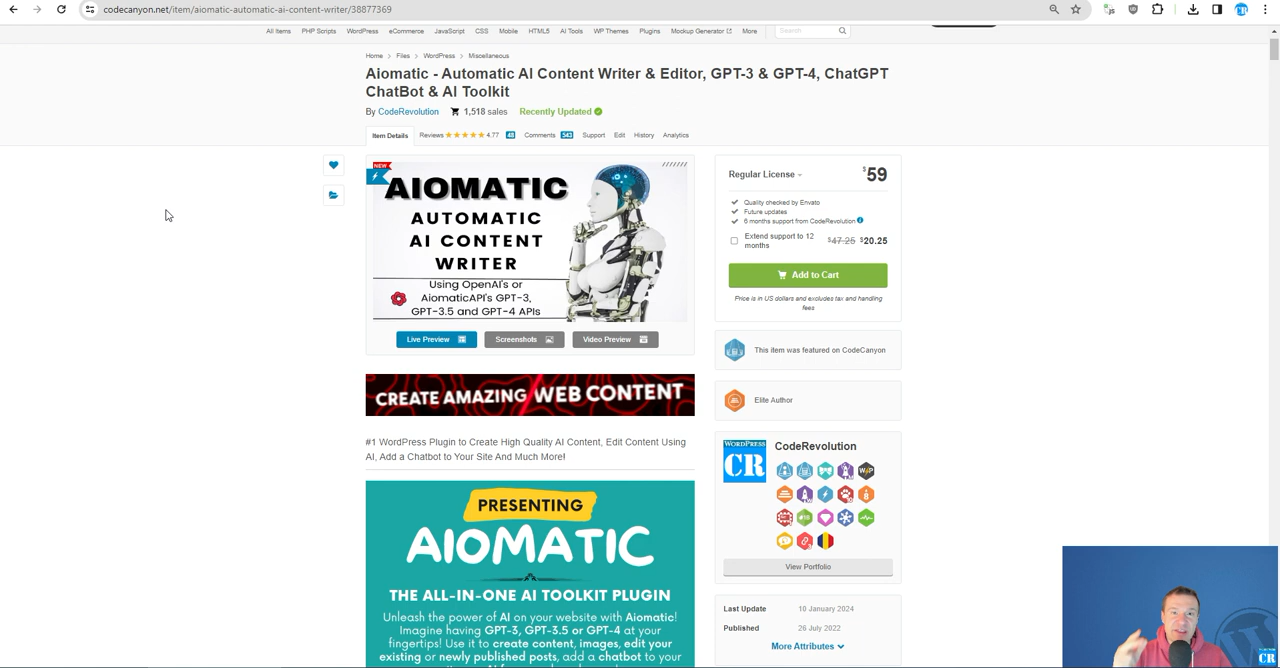 codecanyon.net/item/aiomatic-automatic-ai-content-writer/38877369
All Items PHP Scripts WordPress eCommerce JavaScript CSS Mobile HTML5 AI Tools WP Themes Plugins Mockup Generator More Search
Home > Files > WordPress > Miscellaneous
Aiomatic - Automatic AI Content Writer & Editor, GPT-3 & GPT-4, ChatGPT
ChatBot & AI Toolkit
By CodeRevolution 1,518 sales Recently Updated
Item Details Reviews 4.77 48 Comments 543 Support Edit History Analytics
NEW
AIOMATIC
AUTOMATIC
AI CONTENT
WRITER
Using OpenAI's or
AiomaticAPI's GPT-3,
GPT-3.5 and GPT-4 APIs
Live Preview Screenshots Video Preview
CREATE AMAZING WEB CONTENT
#1 WordPress Plugin to Create High Quality AI Content, Edit Content Using
AI, Add a Chatbot to Your Site And Much More!
PRESENTING
AIOMATIC
THE ALL-IN-ONE AI TOOLKIT PLUGIN
Unleash the power of AI on your website with Aiomatic!
Imagine having GPT-3, GPT-3.5 or GPT-4 at your
fingertips! Use it to create content, images, edit your
existing or newly published posts, add a chatbot to your
Regular License $59
Quality checked by Envato
Future updates
6 months support from CodeRevolution
Extend support to 12 $47.25 $20.25
months
Add to Cart
Price is in US dollars and excludes tax and handling
fees
This item was featured on CodeCanyon
Elite Author
WORDPRESS
CR
CodeRevolution
View Portfolio
Last Update 10 January 2024
Published 26 July 2022
More Attributes
CR